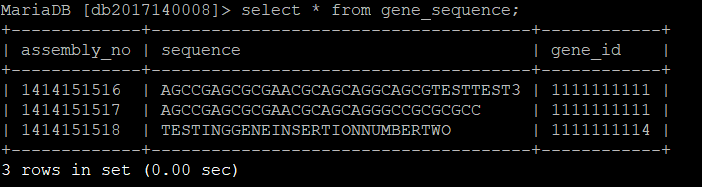 MariaDB [db2017140008]> select * from gene_sequence;
+-------------+--------------------------------------+------------+
| assembly_no | sequence                             | gene_id    |
+-------------+--------------------------------------+------------+
| 1414151516  | AGCCGAGCGCGAACGCAGCAGGCAGCGTESTTEST3 | 1111111111 |
| 1414151517  | AGCCGAGCGCGAACGCAGCAGGGCCGCGCGCC     | 1111111111 |
| 1414151518  | TESTINGGENEINSERTIONNUMBERTWO        | 1111111114 |
+-------------+--------------------------------------+------------+
3 rows in set (0.00 sec)